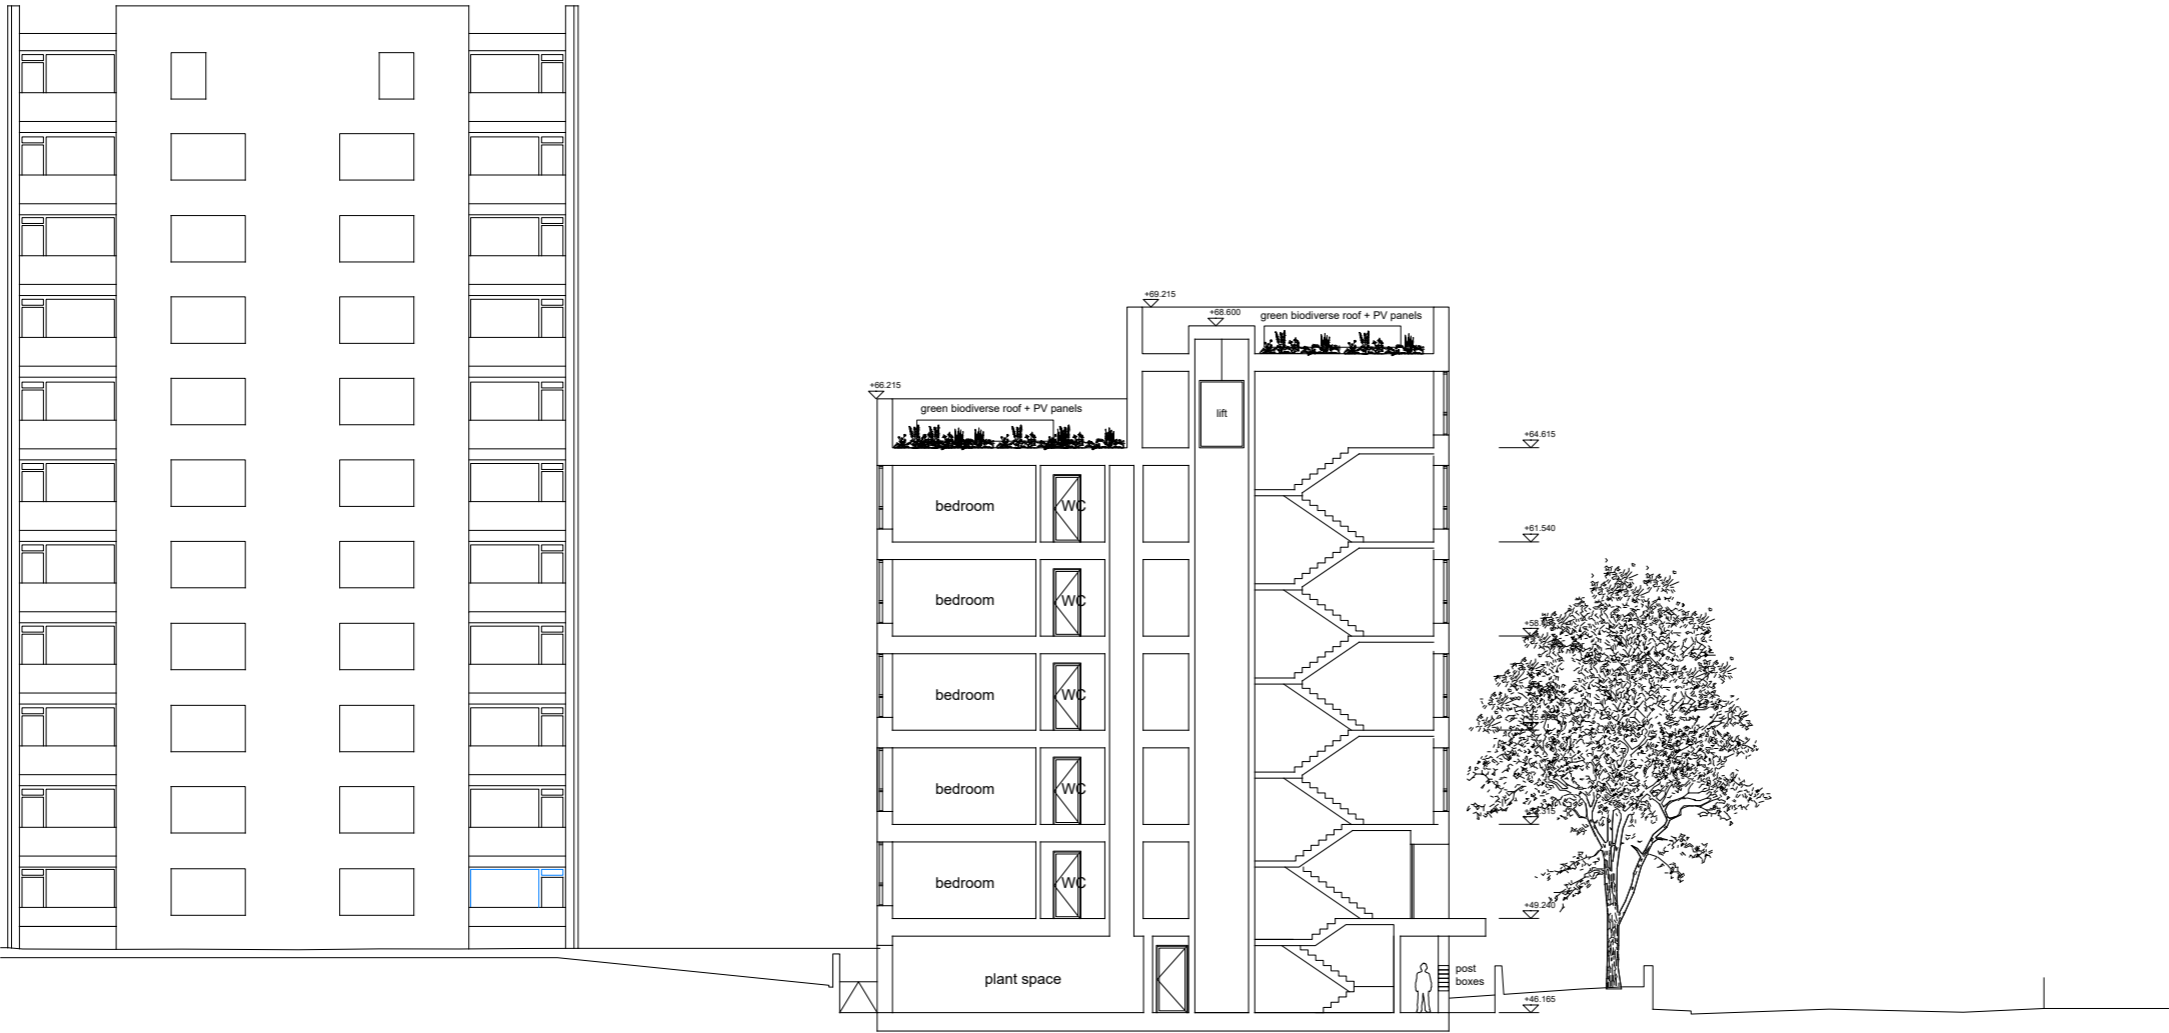 +69.215
+68.600
green biodiverse roof + PV panels
+66.215
green biodiverse roof + PV panels
lift
+64.615
bedroom WC
+61.540
bedroom WC
bedroom WC
bedroom WC
bedroom WC
+49.240
plant space
post
boxes
+46.165